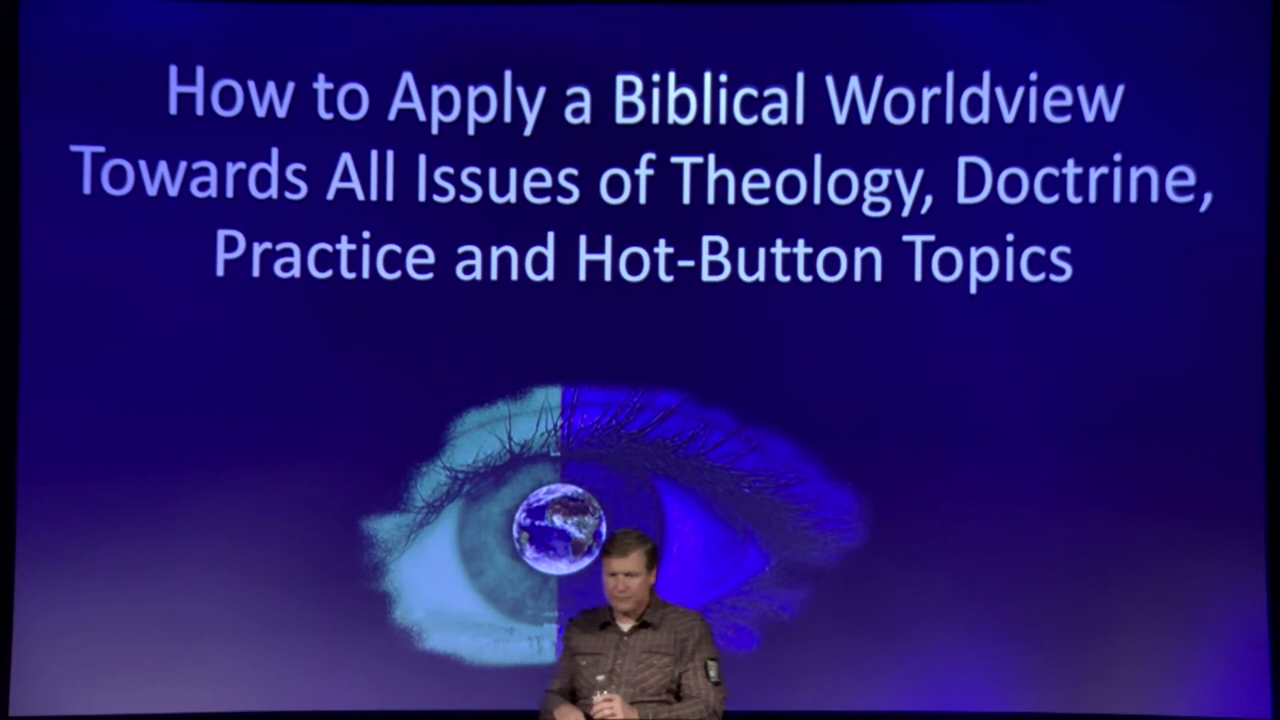 How to Apply a Biblical Worldview
Towards All Issues of Theology, Doctrine,
Practice and Hot-Button Topics